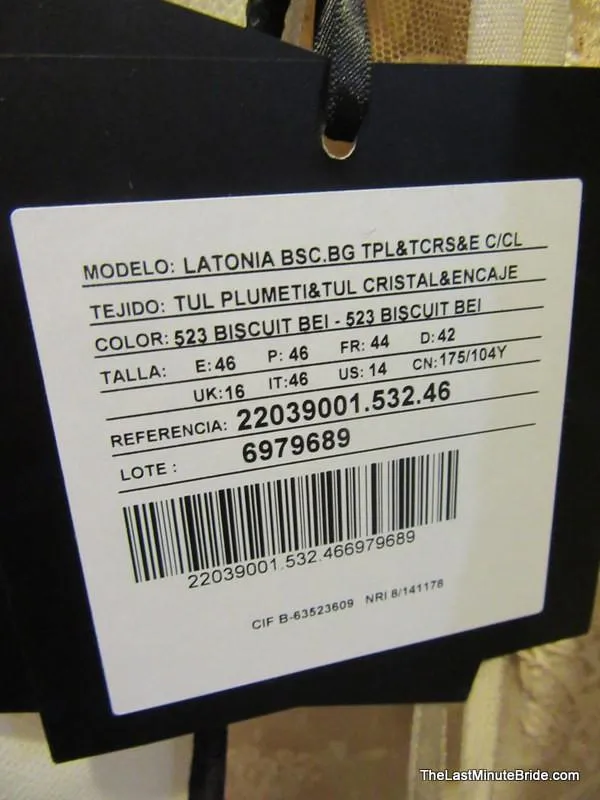 MODELO: LATONIA BSC.BG TPL&TCRS&E C/CL
TEJIDO: TUL PLUMETI&TUL CRISTAL&ENCAJE
COLOR: 523 BISCUIT BEI - 523 BISCUIT BEI
TALLA: E:46 P: 46 FR: 44 D: 42
UK:16 IT:46 US: 14 CN:175/104Y
REFERENCIA: 22039001.532.46
LOTE : 6979689
22039001.532.466979689
CIF B-63523609 NRI 8/141178
TheLastMinuteBride.com